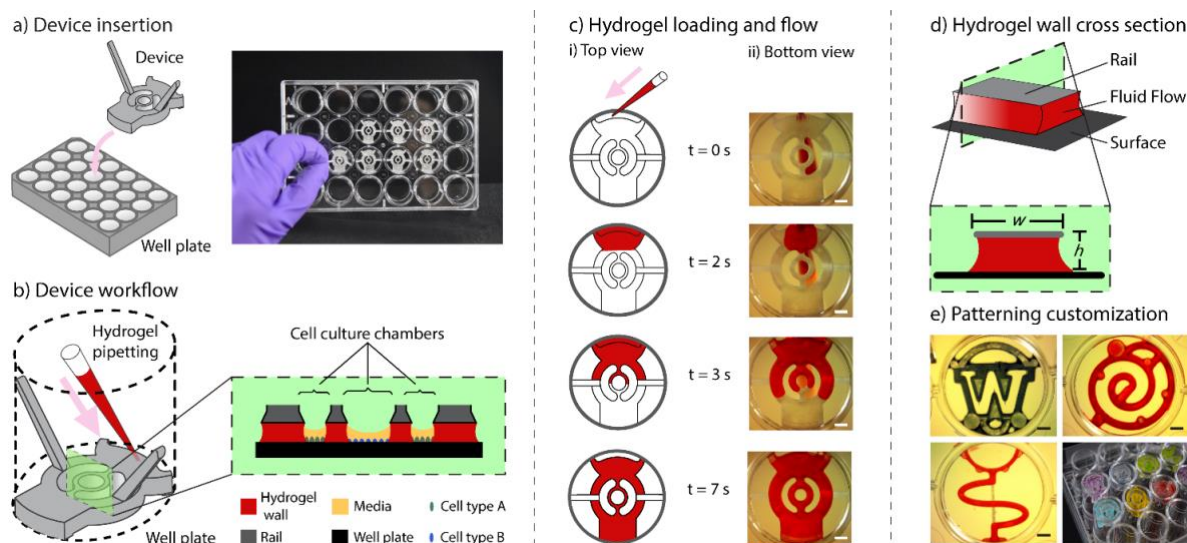 a) Device insertion
Device
Well plate
b) Device workflow
Hydrogel
pipetting
Well plate
Cell culture chambers
Hydrogel
wall
Media
Cell type A
Rail
Well plate
Cell type B
c) Hydrogel loading and flow
i) Top view
ii) Bottom view
t = 0 s
t = 2 s
t = 3 s
t = 7 s
d) Hydrogel wall cross section
Rail
Fluid Flow
Surface
w
h
e) Patterning customization
W
e